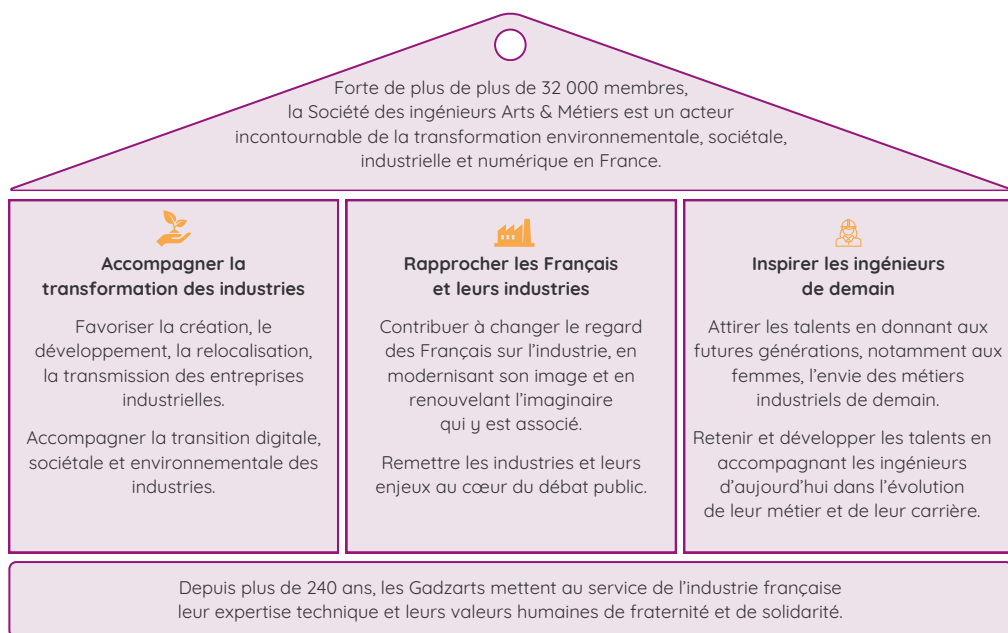 Forte de plus de plus de 32 000 membres,
la Société des ingénieurs Arts & Métiers est un acteur
incontournable de la transformation environnementale, sociétale,
industrielle et numérique en France.
Accompagner la
transformation des industries
Favoriser la création, le
développement, la relocalisation,
la transmission des entreprises
industrielles.
Accompagner la transition digitale,
sociétale et environnementale des
industries.
Rapprocher les Français
et leurs industries
Contribuer à changer le regard
des Français sur l’industrie, en
modernisant son image et en
renouvelant l’imaginaire
qui y est associé.
Remettre les industries et leurs
enjeux au cœur du débat public.
Inspirer les ingénieurs
de demain
Attirer les talents en donnant aux
futures générations, notamment aux
femmes, l’envie des métiers
industriels de demain.
Retenir et développer les talents en
accompagnant les ingénieurs
d’aujourd’hui dans l’évolution
de leur métier et de leur carrière.
Depuis plus de 240 ans, les Gadzarts mettent au service de l’industrie française
leur expertise technique et leurs valeurs humaines de fraternité et de solidarité.